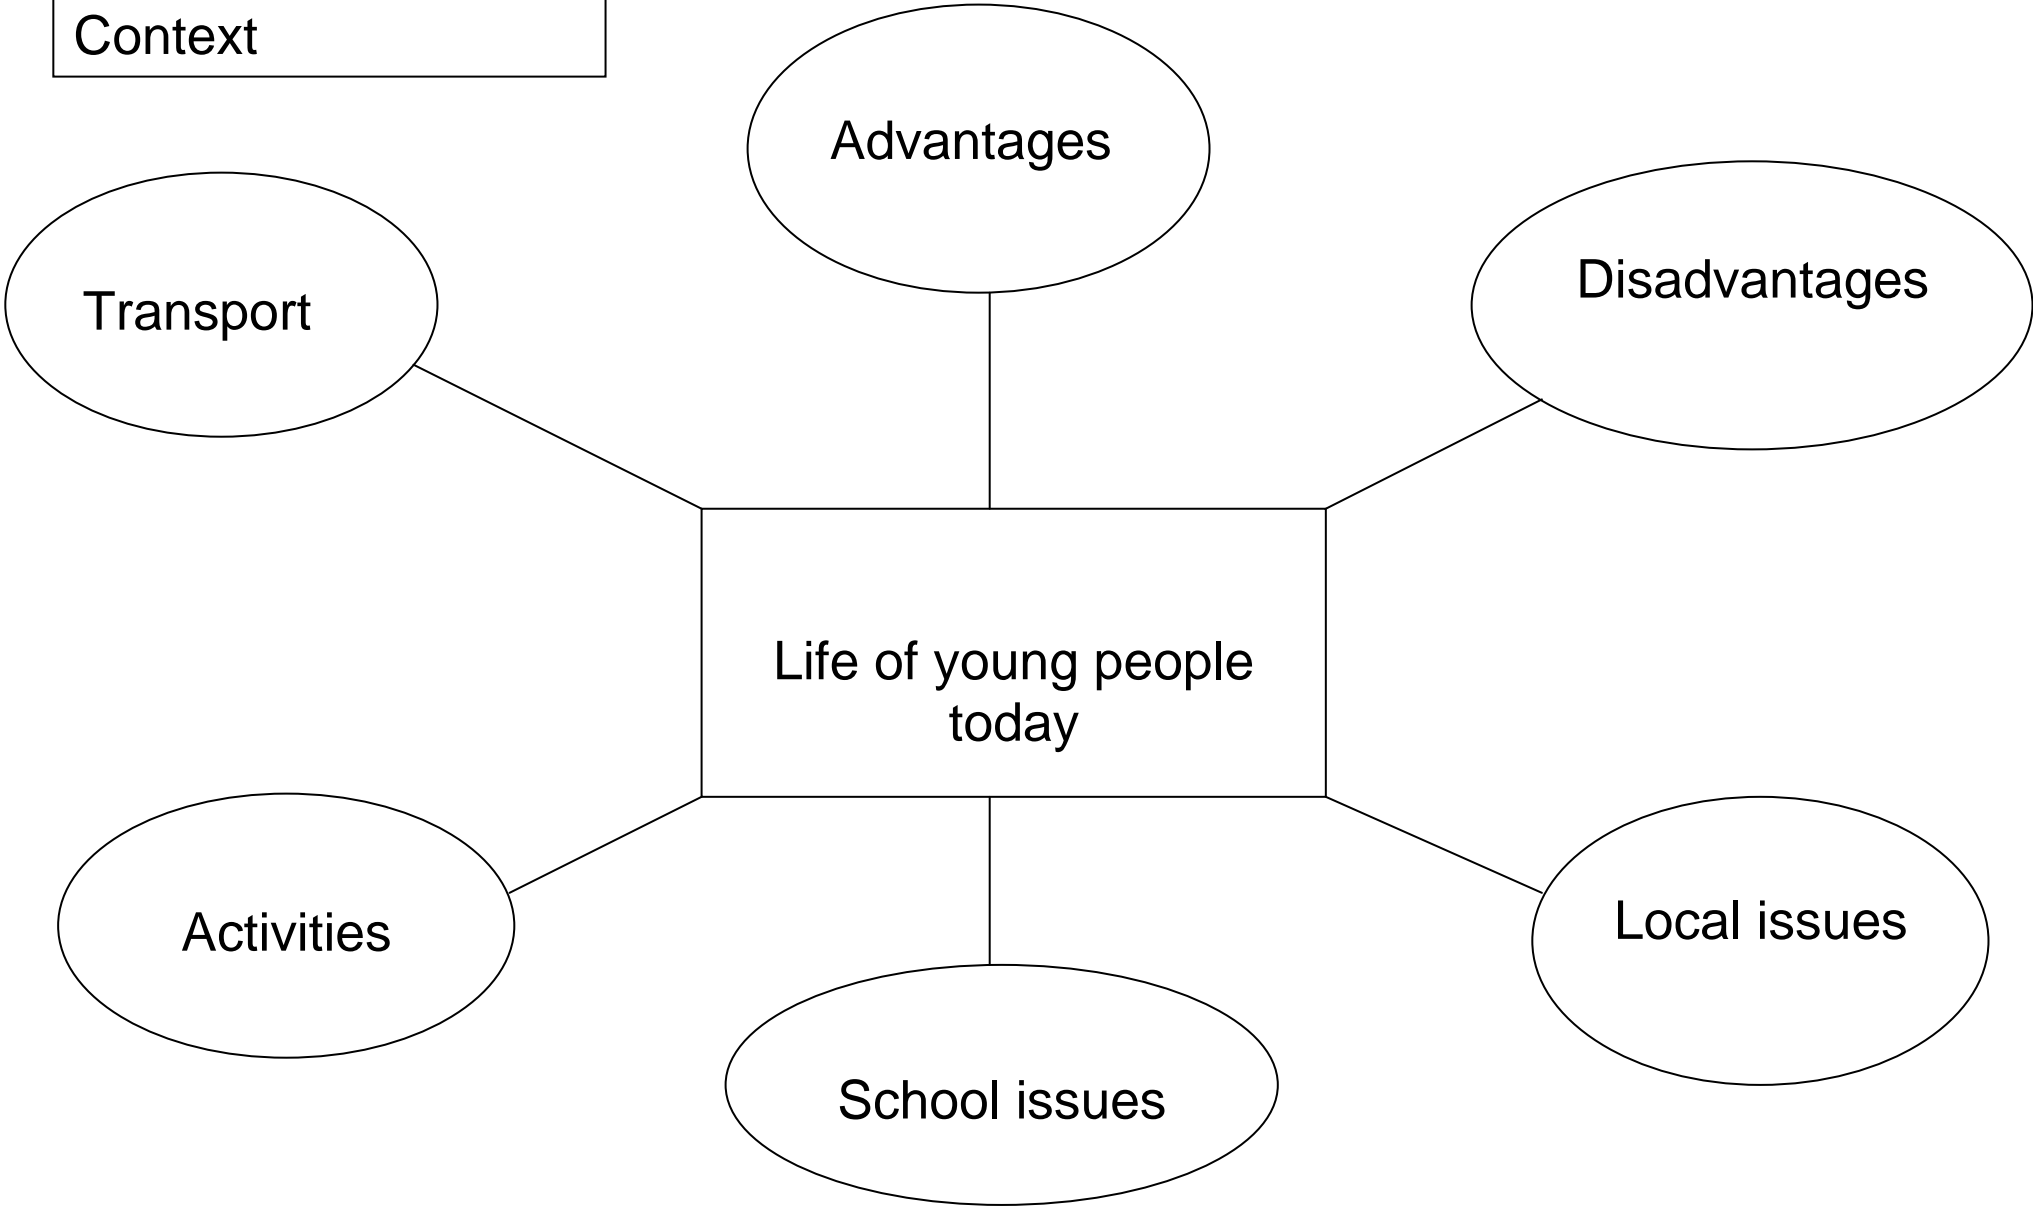 Context
Advantages
Disadvantages
Transport
Life of young people
today
Activities
Local issues
School issues